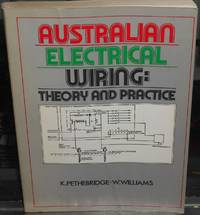 AUSTRALIAN
ELECTRICAL
WIRING:
THEORY AND PRACTICE
K.PETHEBRIDGE·W.WILLIAMS